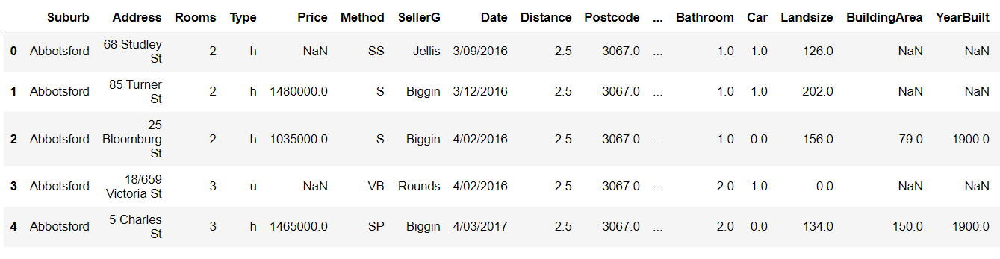 Suburb Address Rooms Type Price Method SellerG Date Distance Postcode ... Bathroom Car Landsize BuildingArea YearBuilt
0 Abbotsford 68 Studley St 2 h NaN SS Jellis 3/09/2016 2.5 3067.0 ... 1.0 1.0 126.0 NaN NaN
1 Abbotsford 85 Turner St 2 h 1480000.0 S Biggin 3/12/2016 2.5 3067.0 ... 1.0 1.0 202.0 NaN NaN
2 Abbotsford 25 Bloomburg St 2 h 1035000.0 S Biggin 4/02/2016 2.5 3067.0 ... 1.0 0.0 156.0 79.0 1900.0
3 Abbotsford 18/659 Victoria St 3 u NaN VB Rounds 4/02/2016 2.5 3067.0 ... 2.0 1.0 0.0 NaN NaN
4 Abbotsford 5 Charles St 3 h 1465000.0 SP Biggin 4/03/2017 2.5 3067.0 ... 2.0 0.0 134.0 150.0 1900.0